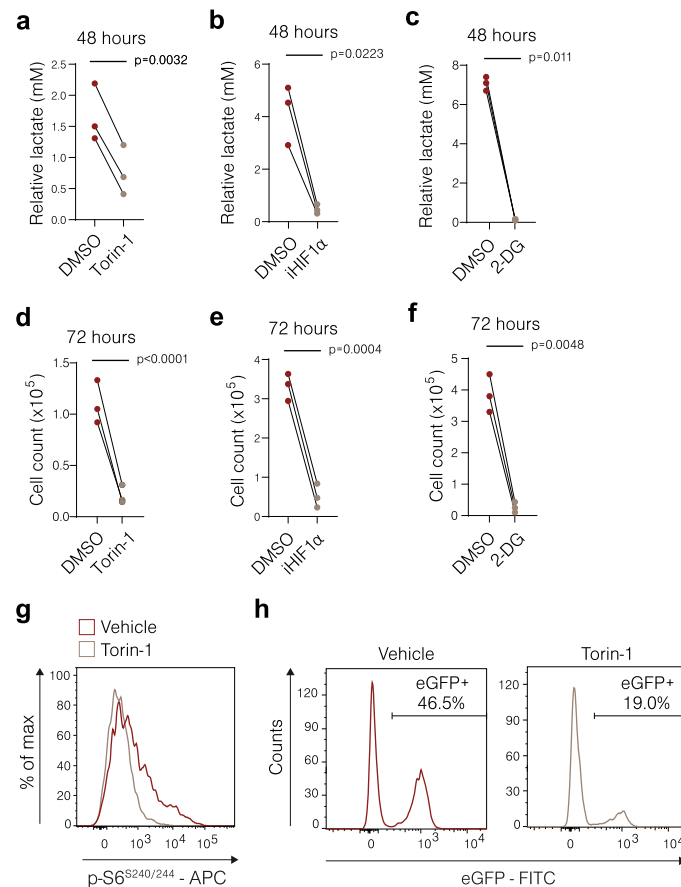 a
48 hours
p=0.0032
Relative lactate (mM)
2.5
2.0
1.5
1.0
0.5
0.0
DMSO
Torin-1
b
48 hours
p=0.0223
Relative lactate (mM)
6
4
2
0
DMSO
iHIF1α
c
48 hours
p=0.011
Relative lactate (mM)
8
6
4
2
0
DMSO
2-DG
d
72 hours
p<0.0001
Cell count (x10⁵)
1.5
1.0
0.5
0.0
DMSO
Torin-1
e
72 hours
p=0.0004
Cell count (x10⁵)
4
3
2
1
0
DMSO
iHIF1α
f
72 hours
p=0.0048
Cell count (x10⁵)
5
4
3
2
1
0
DMSO
2-DG
g
Vehicle
Torin-1
% of max
100
80
60
40
20
0
0 10³ 10⁴ 10⁵
p-S6S240/244 - APC
h
Vehicle
eGFP+
46.5%
Counts
120
90
60
30
0
0 10³ 10⁴
Torin-1
eGFP+
19.0%
120
90
60
30
0
0 10³ 10⁴
eGFP - FITC